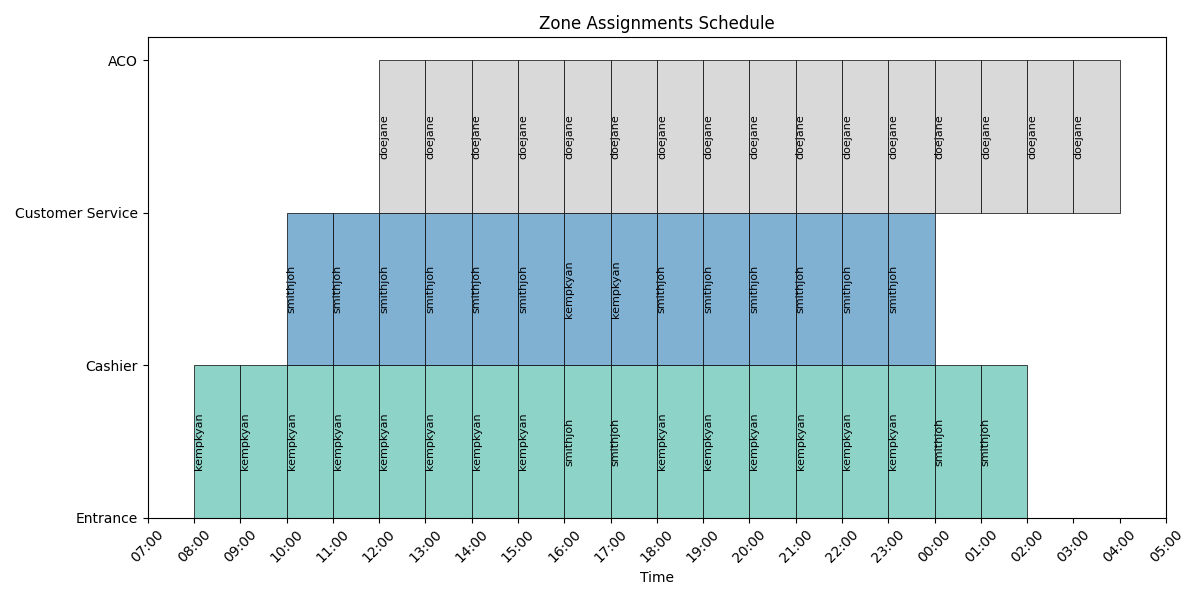 Zone Assignments Schedule
ACO
doejane doejane doejane doejane doejane doejane doejane doejane doejane doejane doejane doejane doejane doejane doejane doejane
Customer Service
smithjoh smithjoh smithjoh smithjoh smithjoh smithjoh kempkyan kempkyan smithjoh smithjoh smithjoh smithjoh smithjoh smithjoh
Cashier
kempkyan kempkyan kempkyan kempkyan kempkyan kempkyan kempkyan kempkyan smithjoh smithjoh kempkyan kempkyan kempkyan kempkyan kempkyan kempkyan smithjoh smithjoh
Entrance
07:00 08:00 09:00 10:00 11:00 12:00 13:00 14:00 15:00 16:00 17:00 18:00 19:00 20:00 21:00 22:00 23:00 00:00 01:00 02:00 03:00 04:00 05:00
Time